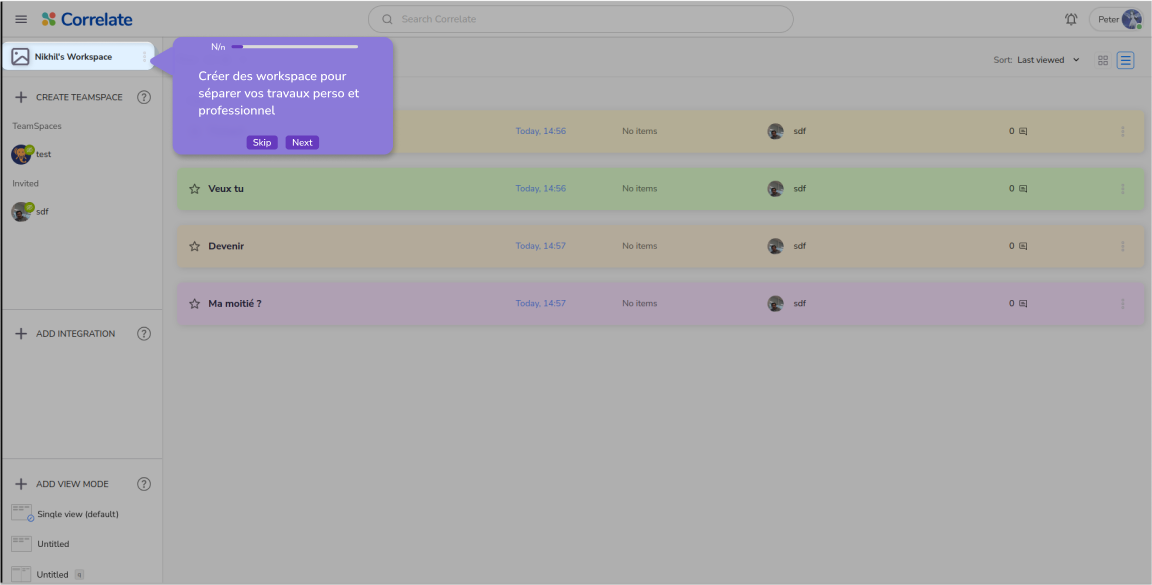 Correlate
Search Correlate
Peter
Nikhil's Workspace
N/n
Créer des workspace pour
séparer vos travaux perso et
professionnel
Skip Next
Sort: Last viewed
CREATE TEAMSPACE ?
TeamSpaces
test
Invited
sdf
Today, 14:56 No items sdf 0
Veux tu Today, 14:56 No items sdf 0
Devenir Today, 14:57 No items sdf 0
Ma moitié ? Today, 14:57 No items sdf 0
ADD INTEGRATION ?
ADD VIEW MODE ?
Single view (default)
Untitled
Untitled